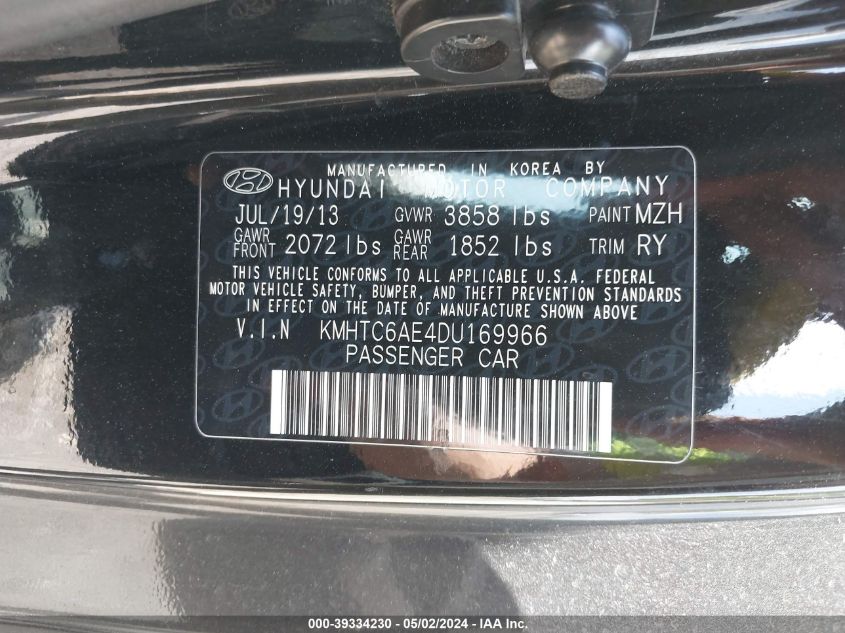 MANUFACTURED IN KOREA BY
HYUNDAI MOTOR COMPANY
JUL/19/13 GVWR 3858 lbs PAINT MZH
GAWR FRONT 2072 lbs GAWR REAR 1852 lbs TRIM RY
THIS VEHICLE CONFORMS TO ALL APPLICABLE U.S.A. FEDERAL
MOTOR VEHICLE SAFETY, BUMPER, AND THEFT PREVENTION STANDARDS
IN EFFECT ON THE DATE OF MANUFACTURE SHOWN ABOVE
V.I.N KMHTC6AE4DU169966
PASSENGER CAR
000-39334230 - 05/02/2024 - IAA Inc.